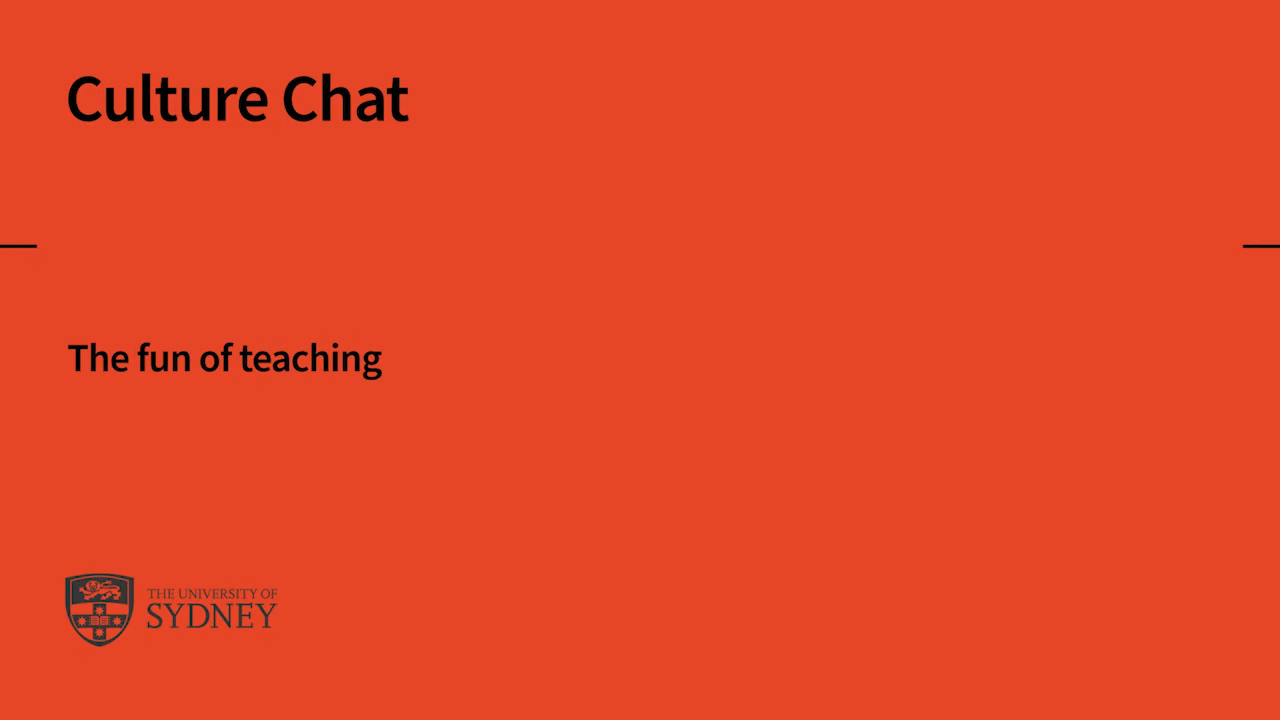 Culture Chat
The fun of teaching
THE UNIVERSITY OF
SYDNEY